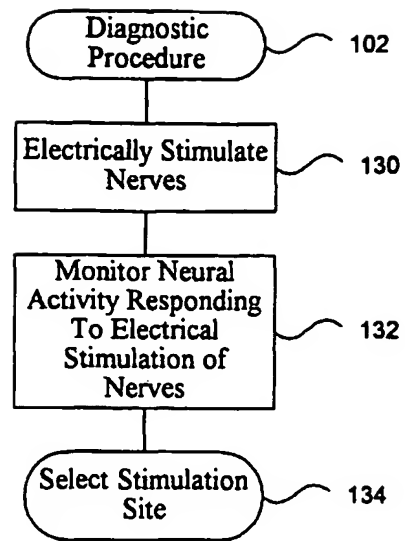 Diagnostic
Procedure
102
Electrically Stimulate
Nerves
130
Monitor Neural
Activity Responding
To Electrical
Stimulation of
Nerves
132
Select Stimulation
Site
134